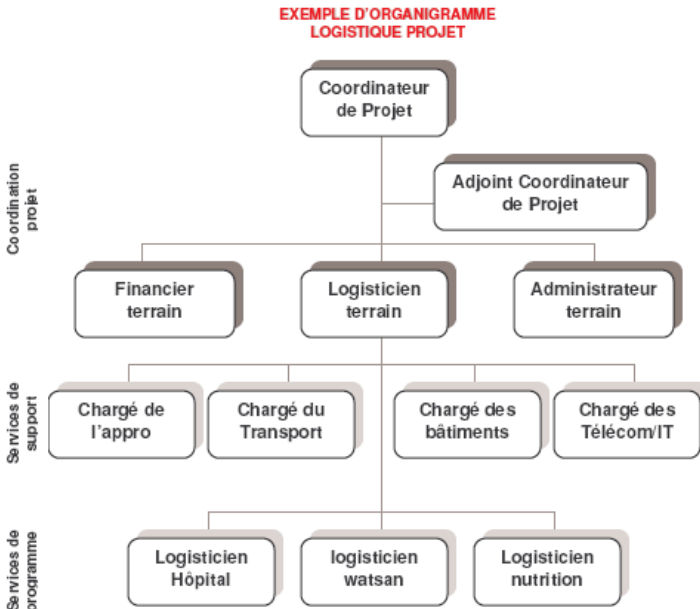 EXEMPLE D'ORGANIGRAMME
LOGISTIQUE PROJET
Coordinateur
de Projet
Coordination
projet
Adjoint Coordinateur
de Projet
Financier
terrain
Logisticien
terrain
Administrateur
terrain
Services de
support
Chargé de
l'appro
Chargé du
Transport
Chargé des
bâtiments
Chargé des
Télécom/IT
Services de
programme
Logisticien
Hôpital
logisticien
watsan
Logisticien
nutrition